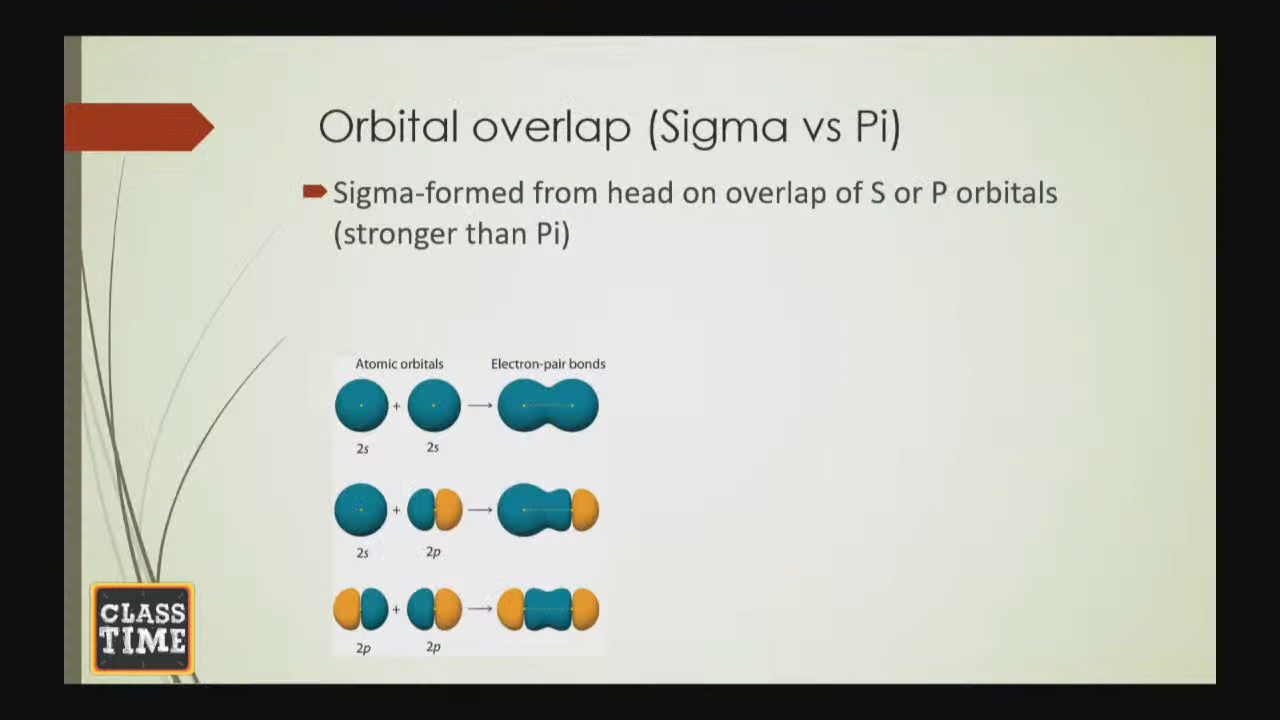 Orbital overlap (Sigma vs Pi)
Sigma-formed from head on overlap of S or P orbitals
(stronger than Pi)
Atomic orbitals Electron-pair bonds
+
2s 2s
+
2s 2p
+
2p 2p
CLASS
TIME